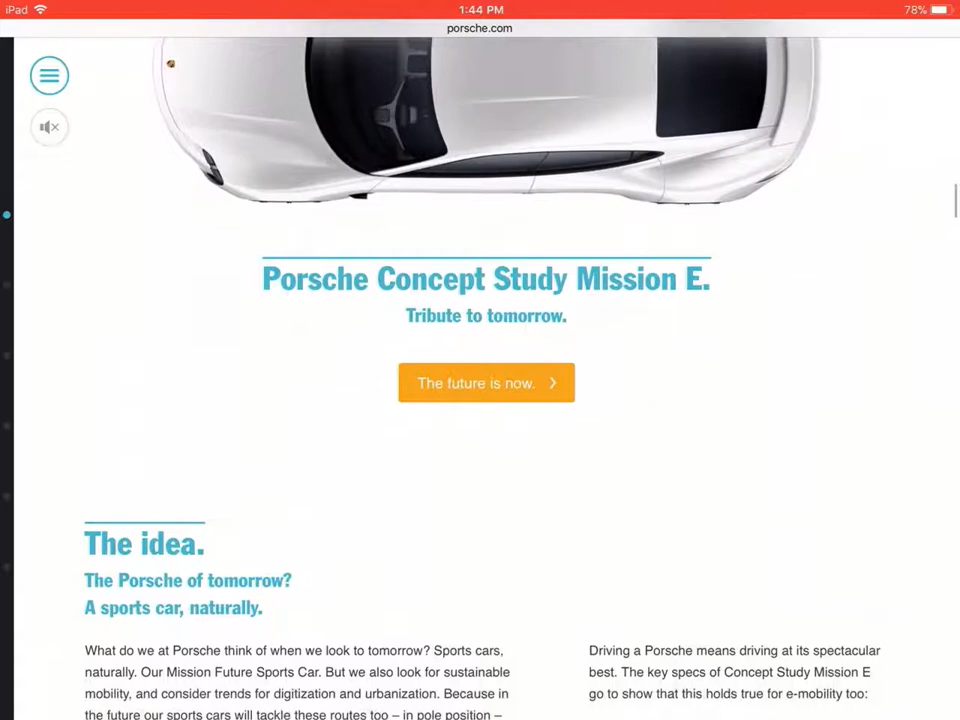 iPad
1:44 PM
78%
porsche.com
Porsche Concept Study Mission E.
Tribute to tomorrow.
The future is now.
The idea.
The Porsche of tomorrow?
A sports car, naturally.
What do we at Porsche think of when we look to tomorrow? Sports cars,
naturally. Our Mission Future Sports Car. But we also look for sustainable
mobility, and consider trends for digitization and urbanization. Because in
the future our sports cars will tackle these routes too – in pole position –
Driving a Porsche means driving at its spectacular
best. The key specs of Concept Study Mission E
go to show that this holds true for e-mobility too: